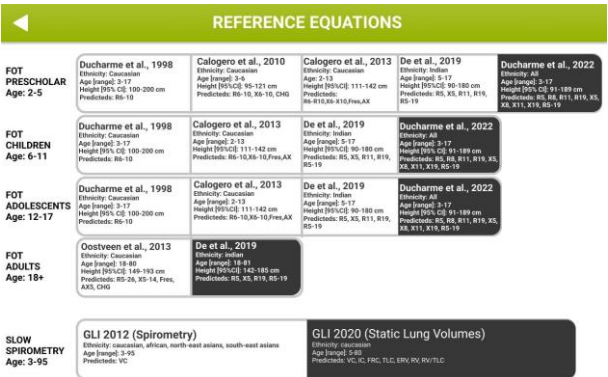 REFERENCE EQUATIONS
FOT
PRESCHOLAR
Age: 2-5
Ducharme et al., 1998
Ethnicity: Caucasian
Age [range]: 3-17
Height [95%CI]: 100-200 cm
Predicteds: R6-10
Calogero et al., 2010
Ethnicity: Caucasian
Age [range]: 3-6
Height [95%CI]: 95-121 cm
Predicteds: R6-10, X6-10, CHG
Calogero et al., 2013
Ethnicity: Caucasian
Age: 2-13
Height [95%CI]: 111-142 cm
Predicteds:
R6-R10,X6-X10,Fres,AX
De et al., 2019
Ethnicity: Indian
Age [range]: 5-17
Height [95%CI]: 90-180 cm
Predicteds: R5, X5, R11, R19,
R5-19
Ducharme et al., 2022
Ethnicity: All
Age [range]: 3-17
Height [95% CI]: 91-189 cm
Predicteds: R5, R8, R11, R19, X5,
X8, X11, X19, R5-19
FOT
CHILDREN
Age: 6-11
Ducharme et al., 1998
Ethnicity: Caucasian
Age [range]: 3-17
Height [95% CI]: 100-200 cm
Predicteds: R6-10
Calogero et al., 2013
Ethnicity: Caucasian
Age [range]: 2-13
Height [95%CI]: 111-142 cm
Predicteds: R6-10,X6-10,Fres,AX
De et al., 2019
Ethnicity: Indian
Age [range]: 5-17
Height [95%CI]: 90-180 cm
Predicteds: R5, X5, R11, R19,
R5-19
Ducharme et al., 2022
Ethnicity: All
Age [range]: 3-17
Height [95% CI]: 91-189 cm
Predicteds: R5, R8, R11, R19, X5,
X8, X11, X19, R5-19
FOT
ADOLESCENTS
Age: 12-17
Ducharme et al., 1998
Ethnicity: Caucasian
Age [range]: 3-17
Height [95% CI]: 100-200 cm
Predicteds: R6-10
Calogero et al., 2013
Ethnicity: Caucasian
Age [range]: 2-13
Height [95%CI]: 111-142 cm
Predicteds: R6-10,X6-10,Fres,AX
De et al., 2019
Ethnicity: Indian
Age [range]: 5-17
Height [95%CI]: 90-180 cm
Predicteds: R5, X5, R11, R19,
R5-19
Ducharme et al., 2022
Ethnicity: All
Age [range]: 3-17
Height [95% CI]: 91-189 cm
Predicteds: R5, R8, R11, R19, X5,
X8, X11, X19, R5-19
FOT
ADULTS
Age: 18+
Oostveen et al., 2013
Ethnicity: Caucasian
Age [range]: 18-80
Height [95%CI]: 149-193 cm
Predicteds: R5-26, X5-14, Fres,
AX5, CHG
De et al., 2019
Ethnicity: indian
Age [range]: 18-81
Height [95%CI]: 142-185 cm
Predicteds: R5, X5, R19, R5-19
SLOW
SPIROMETRY
Age: 3-95
GLI 2012 (Spirometry)
Ethnicity: caucasian, african, north-east asians, south-east asians
Age [range]: 3-95
Predicteds: VC
GLI 2020 (Static Lung Volumes)
Ethnicity: caucasian
Age [range]: 5-80
Predicteds: VC, IC, FRC, TLC, ERV, RV, RV/TLC